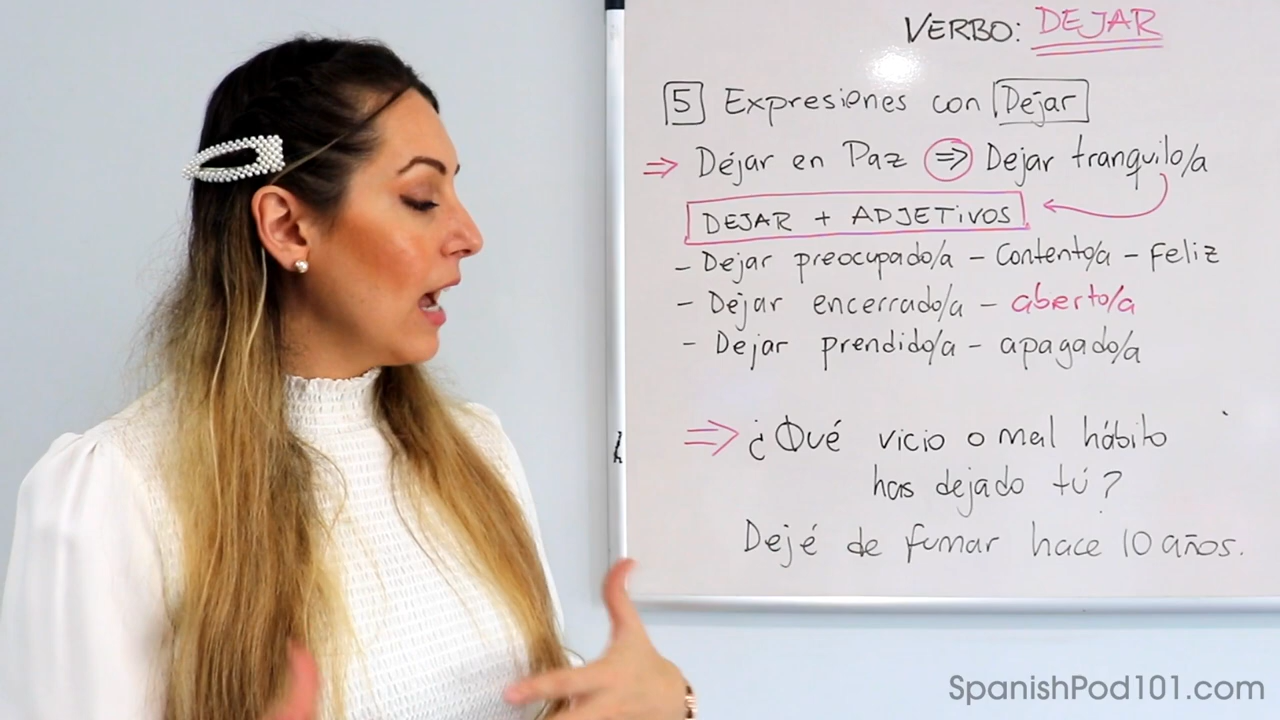 VERBO: DEJAR
5 Expresiones con Dejar
⇒ Déjar en Paz ⇒ Dejar tranquilo/a
DEJAR + ADJETIVOS
- Dejar preocupado/a - Contento/a - Feliz
- Dejar encerrado/a - abierto/a
- Dejar prendido/a - apagado/a
⇒ ¿Qué vicio o mal hábito
has dejado tú?
Dejé de fumar hace 10 años.
SpanishPod101.com